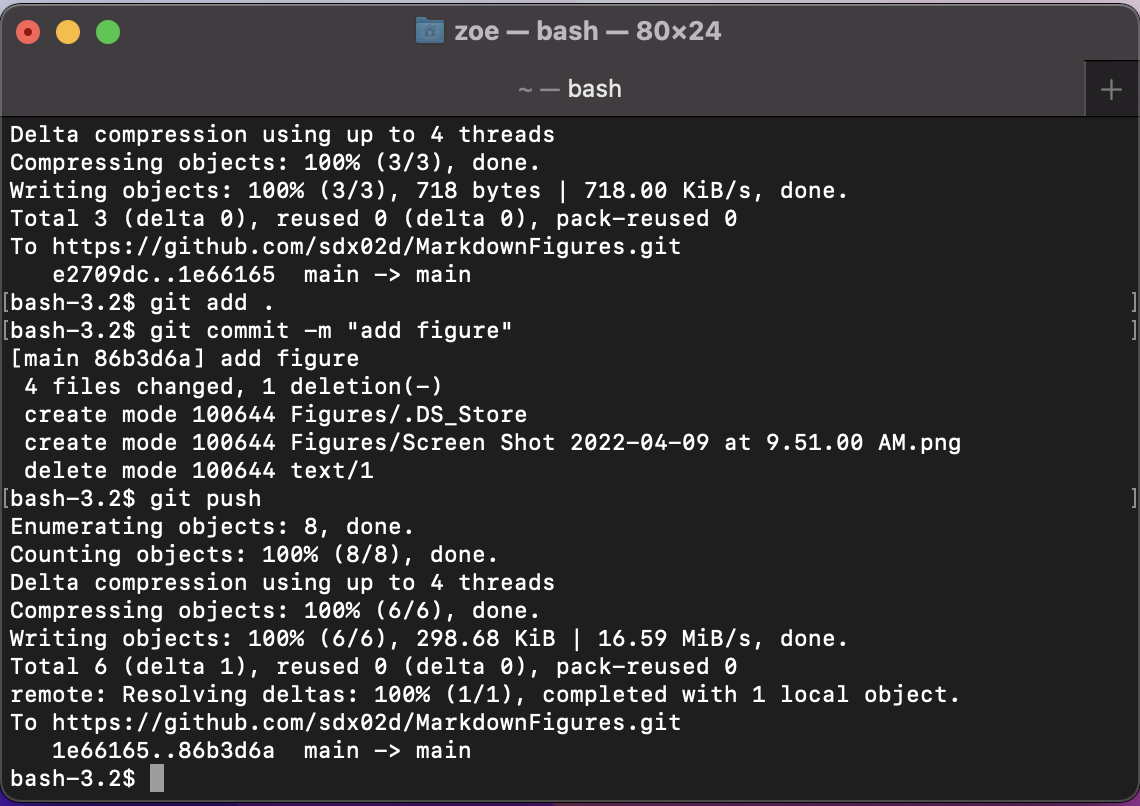 zoe — bash — 80×24
~ — bash
Delta compression using up to 4 threads
Compressing objects: 100% (3/3), done.
Writing objects: 100% (3/3), 718 bytes | 718.00 KiB/s, done.
Total 3 (delta 0), reused 0 (delta 0), pack-reused 0
To https://github.com/sdx02d/MarkdownFigures.git
   e2709dc..1e66165  main -> main
[bash-3.2$ git add . ]
[bash-3.2$ git commit -m "add figure" ]
[main 86b3d6a] add figure
 4 files changed, 1 deletion(-)
 create mode 100644 Figures/.DS_Store
 create mode 100644 Figures/Screen Shot 2022-04-09 at 9.51.00 AM.png
 delete mode 100644 text/1
[bash-3.2$ git push ]
Enumerating objects: 8, done.
Counting objects: 100% (8/8), done.
Delta compression using up to 4 threads
Compressing objects: 100% (6/6), done.
Writing objects: 100% (6/6), 298.68 KiB | 16.59 MiB/s, done.
Total 6 (delta 1), reused 0 (delta 0), pack-reused 0
remote: Resolving deltas: 100% (1/1), completed with 1 local object.
To https://github.com/sdx02d/MarkdownFigures.git
   1e66165..86b3d6a  main -> main
bash-3.2$